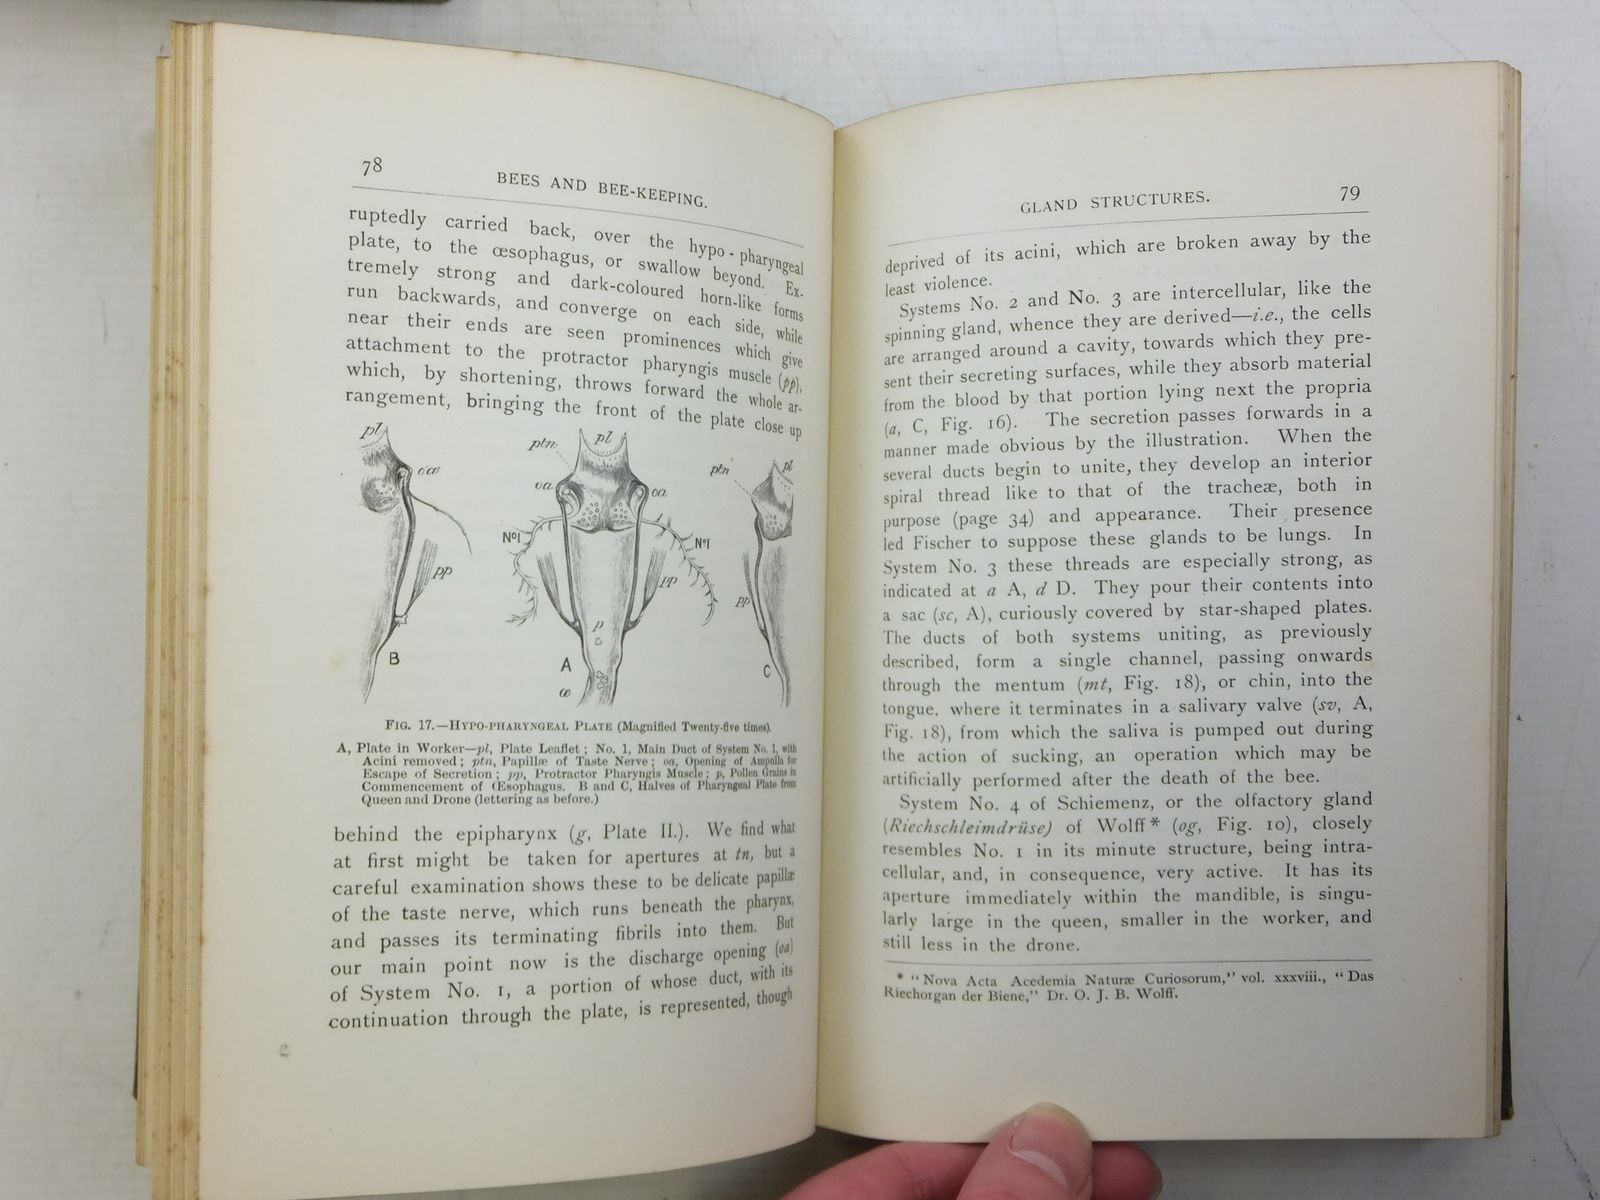 78
BEES AND BEE-KEEPING.
ruptedly carried back, over the hypo-pharyngeal
plate, to the œsophagus, or swallow beyond. Ex-
tremely strong and dark-coloured horn-like forms
run backwards, and converge on each side, while
near their ends are seen prominences which give
attachment to the protractor pharyngis muscle (pp),
which, by shortening, throws forward the whole ar-
rangement, bringing the front of the plate close up
pl
oa
pp
B
ptn
pl
oa
oa
No1
No1
pp
p
A
œ
ptn
pl
pp
C
FIG. 17.—HYPO-PHARYNGEAL PLATE (Magnified Twenty-five times).
A, Plate in Worker—pl, Plate Leaflet; No. 1, Main Duct of System No. 1, with
Acini removed; ptn, Papillæ of Taste Nerve; oa, Opening of Ampulla for
Escape of Secretion; pp, Protractor Pharyngis Muscle; p, Pollen Grains in
Commencement of Œsophagus. B and C, Halves of Pharyngeal Plate from
Queen and Drone (lettering as before.)
behind the epipharynx (g, Plate II.). We find what
at first might be taken for apertures at tn, but a
careful examination shows these to be delicate papillæ
of the taste nerve, which runs beneath the pharynx,
and passes its terminating fibrils into them. But
our main point now is the discharge opening (oa)
of System No. 1, a portion of whose duct, with its
continuation through the plate, is represented, though
GLAND STRUCTURES.
79
deprived of its acini, which are broken away by the
least violence.
Systems No. 2 and No. 3 are intercellular, like the
spinning gland, whence they are derived—i.e., the cells
are arranged around a cavity, towards which they pre-
sent their secreting surfaces, while they absorb material
from the blood by that portion lying next the propria
(a, C, Fig. 16). The secretion passes forwards in a
manner made obvious by the illustration. When the
several ducts begin to unite, they develop an interior
spiral thread like to that of the tracheæ, both in
purpose (page 34) and appearance. Their presence
led Fischer to suppose these glands to be lungs. In
System No. 3 these threads are especially strong, as
indicated at a A, d D. They pour their contents into
a sac (sc, A), curiously covered by star-shaped plates.
The ducts of both systems uniting, as previously
described, form a single channel, passing onwards
through the mentum (mt, Fig. 18), or chin, into the
tongue, where it terminates in a salivary valve (sv, A,
Fig. 18), from which the saliva is pumped out during
the action of sucking, an operation which may be
artificially performed after the death of the bee.
System No. 4 of Schiemenz, or the olfactory gland
(Riechschleimdrüse) of Wolff* (og, Fig. 10), closely
resembles No. 1 in its minute structure, being intra-
cellular, and, in consequence, very active. It has its
aperture immediately within the mandible, is singu-
larly large in the queen, smaller in the worker, and
still less in the drone.
* "Nova Acta Acedemia Naturæ Curiosorum," vol. xxxviii., "Das
Riechorgan der Biene," Dr. O. J. B. Wolff.